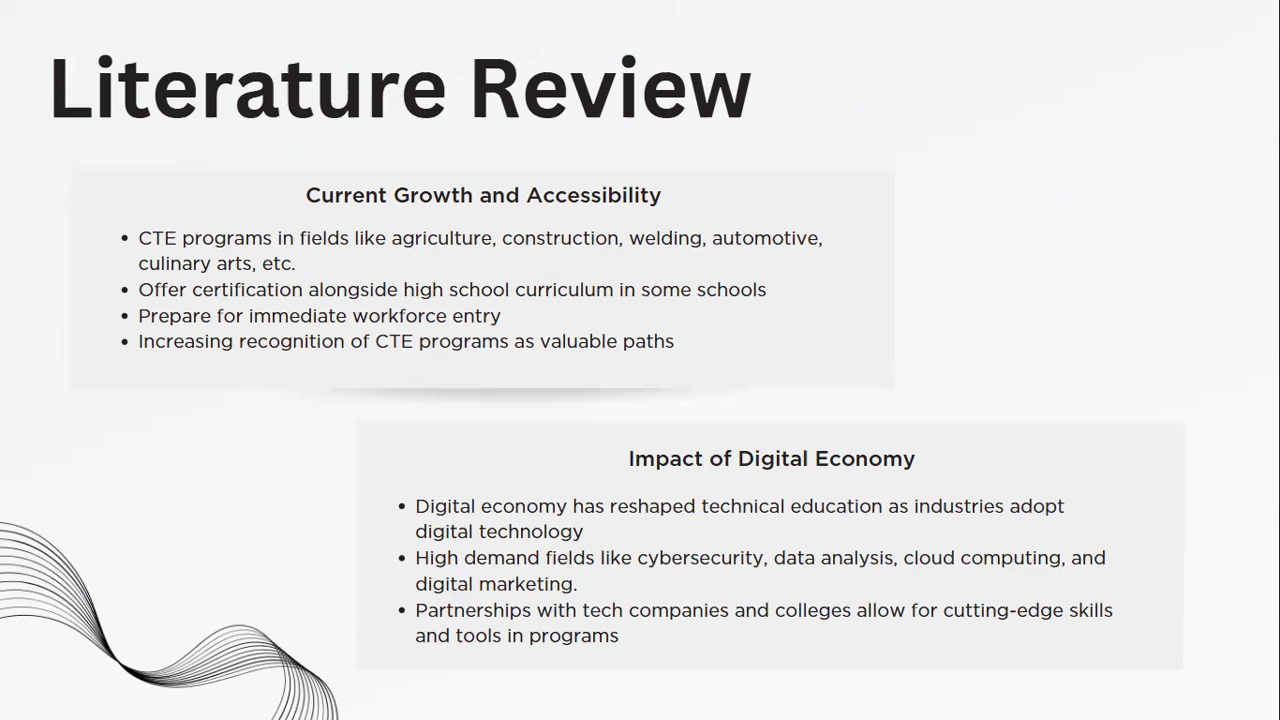 Literature Review
Current Growth and Accessibility
• CTE programs in fields like agriculture, construction, welding, automotive,
culinary arts, etc.
• Offer certification alongside high school curriculum in some schools
• Prepare for immediate workforce entry
• Increasing recognition of CTE programs as valuable paths
Impact of Digital Economy
• Digital economy has reshaped technical education as industries adopt
digital technology
• High demand fields like cybersecurity, data analysis, cloud computing, and
digital marketing.
• Partnerships with tech companies and colleges allow for cutting-edge skills
and tools in programs